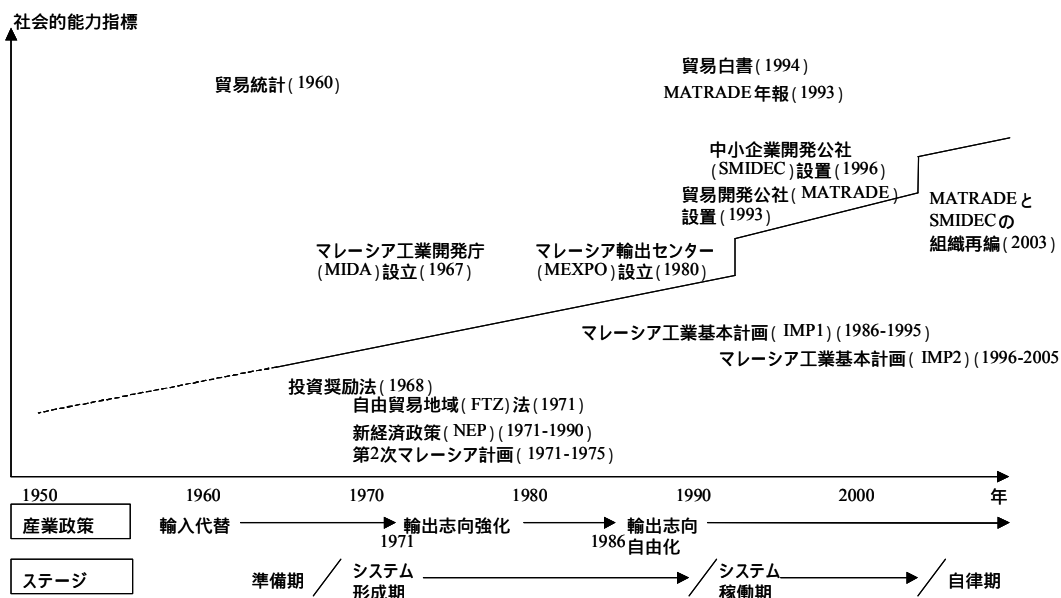 社会的能力指標
貿易統計(1960)
貿易白書(1994)
MATRADE年報(1993)
中小企業開発公社
(SMIDEC)設置(1996)
貿易開発公社(MATRADE)
設置(1993)
MATRADEと
SMIDECの
組織再編(2003)
マレーシア工業開発庁
(MIDA)設立(1967)
マレーシア輸出センター
(MEXPO)設立(1980)
マレーシア工業基本計画(IMP1)(1986-1995)
マレーシア工業基本計画(IMP2)(1996-2005
投資奨励法(1968)
自由貿易地域(FTZ)法(1971)
新経済政策(NEP)(1971-1990)
第2次マレーシア計画(1971-1975)
1950 1960 1970 1980 1990 2000 年
産業政策 輸入代替 輸出志向強化 輸出志向
1971 1986 自由化
ステージ 準備期 システム システム 自律期
形成期 稼働期